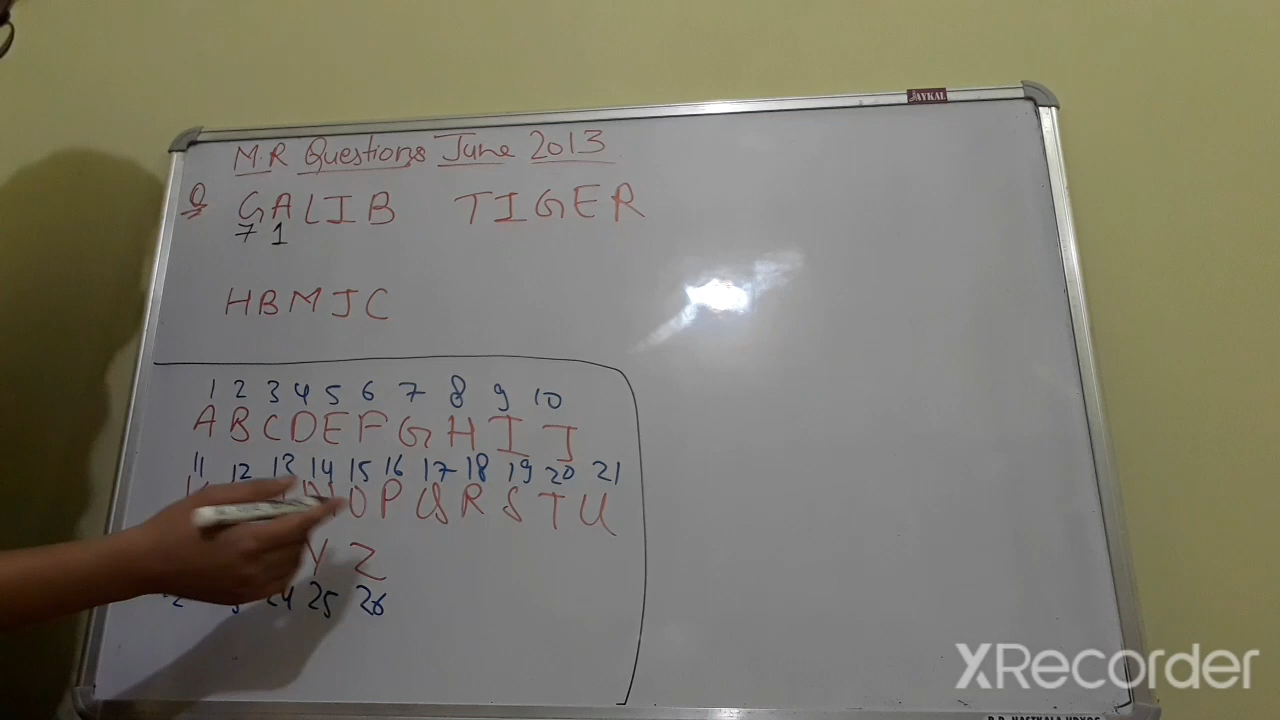 JAYKAL
M.R Questions June 2013
Q GALIB TIGER
7 1
HBMJC
1 2 3 4 5 6 7 8 9 10
A B C D E F G H I J
11 12 13 14 15 16 17 18 19 20 21
O P Q R S T U
Y Z
24 25 26
XRecorder